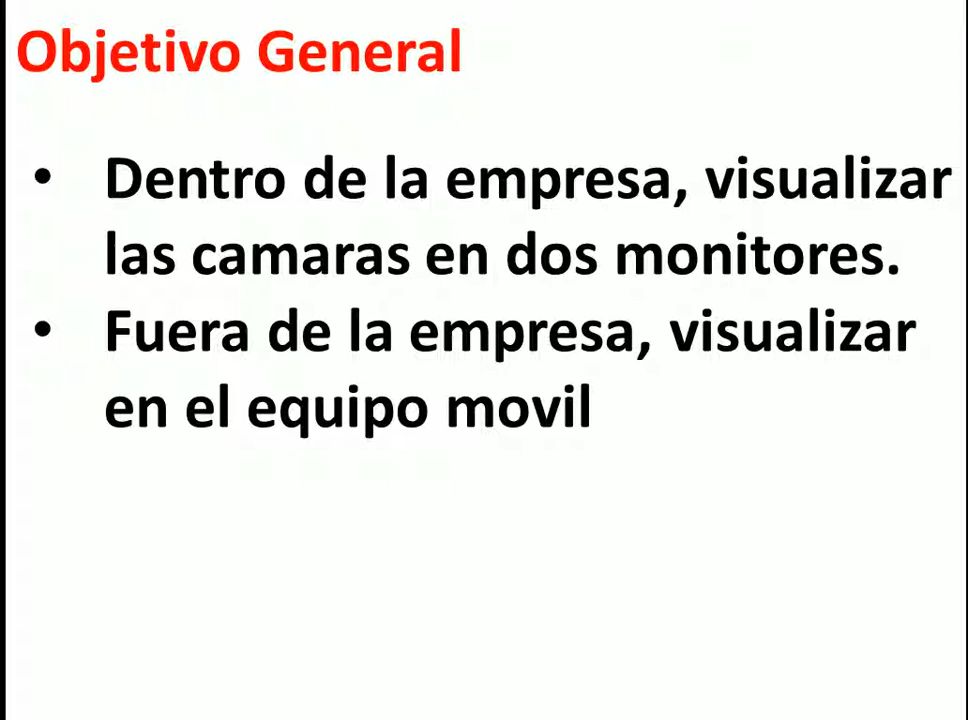 Objetivo General
• Dentro de la empresa, visualizar
las camaras en dos monitores.
• Fuera de la empresa, visualizar
en el equipo movil